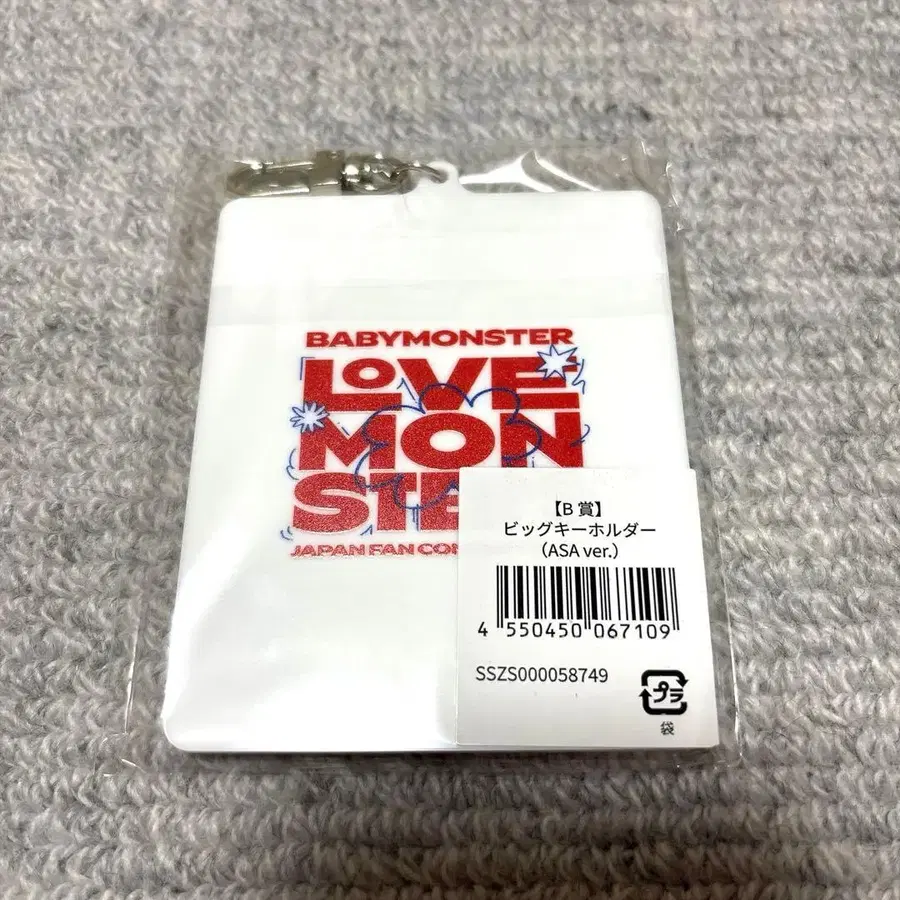 BABYMONSTER
LOVE
MON
STE
JAPAN FAN CON
【B 賞】
ビッグキーホルダー
（ASA ver.）
4 550450 067109
SSZS000058749
プラ
袋